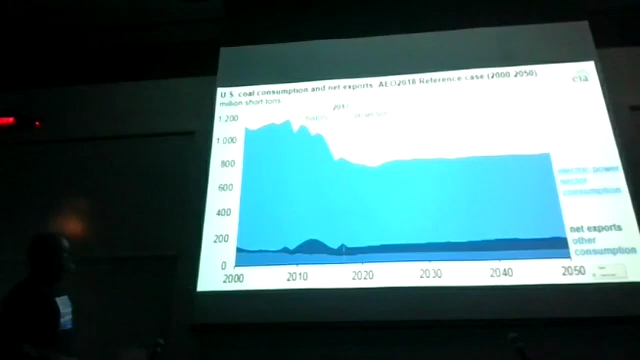 U.S. coal consumption and net exports, AEO2018 Reference case (2000-2050)
million short tons
eia
2017
1,200
1,000
800
600
400
200
0
electric power
sector
consumption
net exports
other
consumption
2000
2010
2020
2030
2040
2050